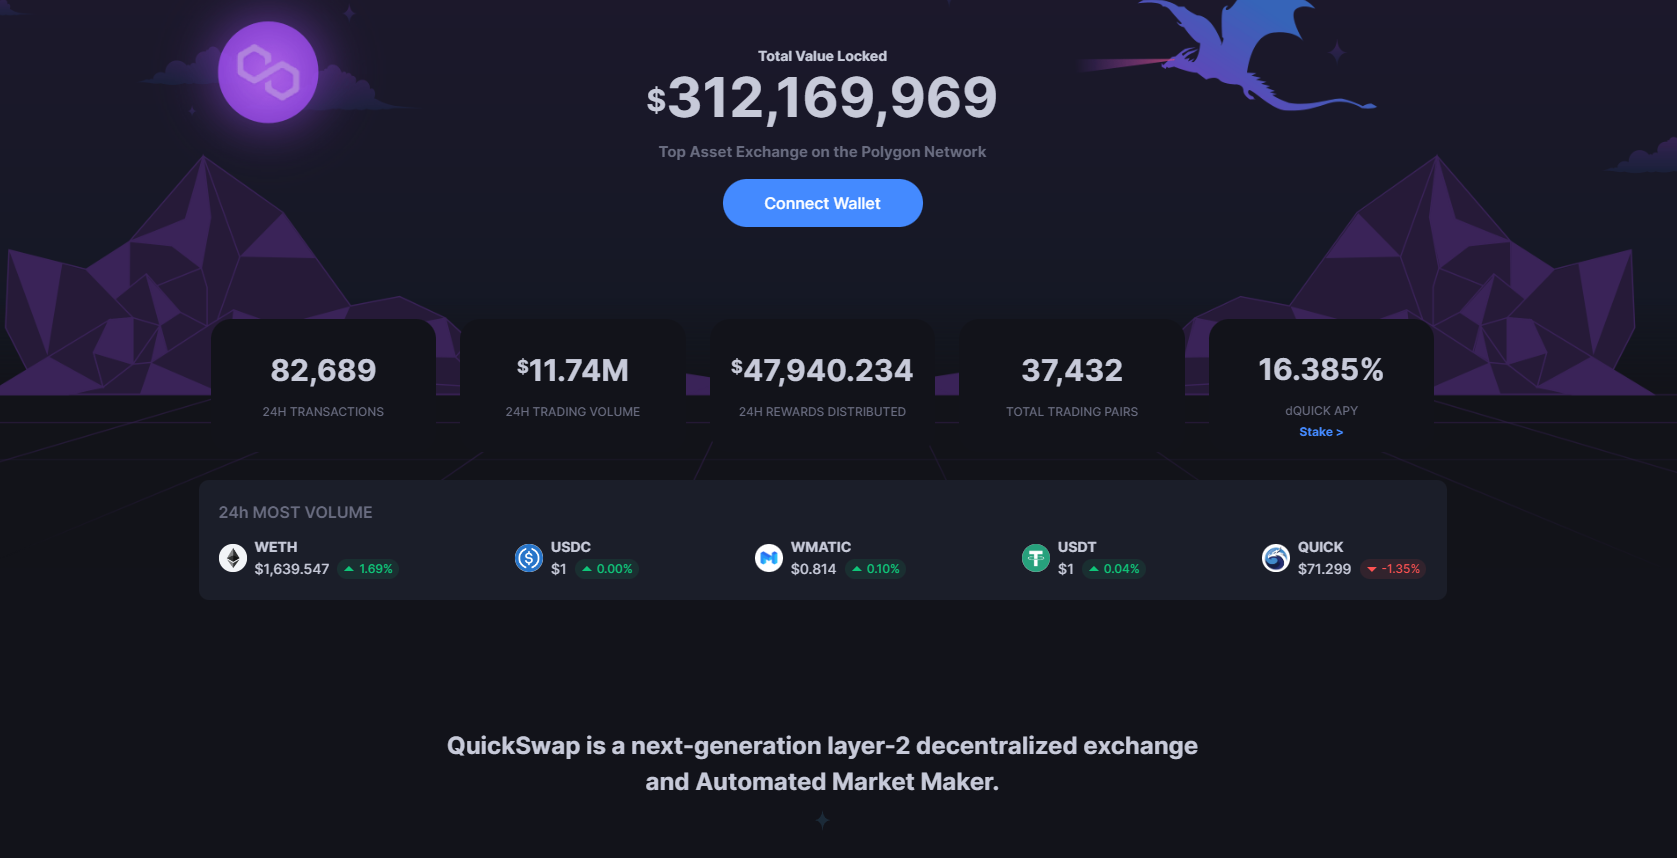 Total Value Locked
$312,169,969
Top Asset Exchange on the Polygon Network
Connect Wallet
82,689
24H TRANSACTIONS
$11.74M
24H TRADING VOLUME
$47,940.234
24H REWARDS DISTRIBUTED
37,432
TOTAL TRADING PAIRS
16.385%
dQUICK APY
Stake >
24h MOST VOLUME
WETH
$1,639.547 1.69%
USDC
$1 0.00%
WMATIC
$0.814 0.10%
USDT
$1 0.04%
QUICK
$71.299 -1.35%
QuickSwap is a next-generation layer-2 decentralized exchange
and Automated Market Maker.